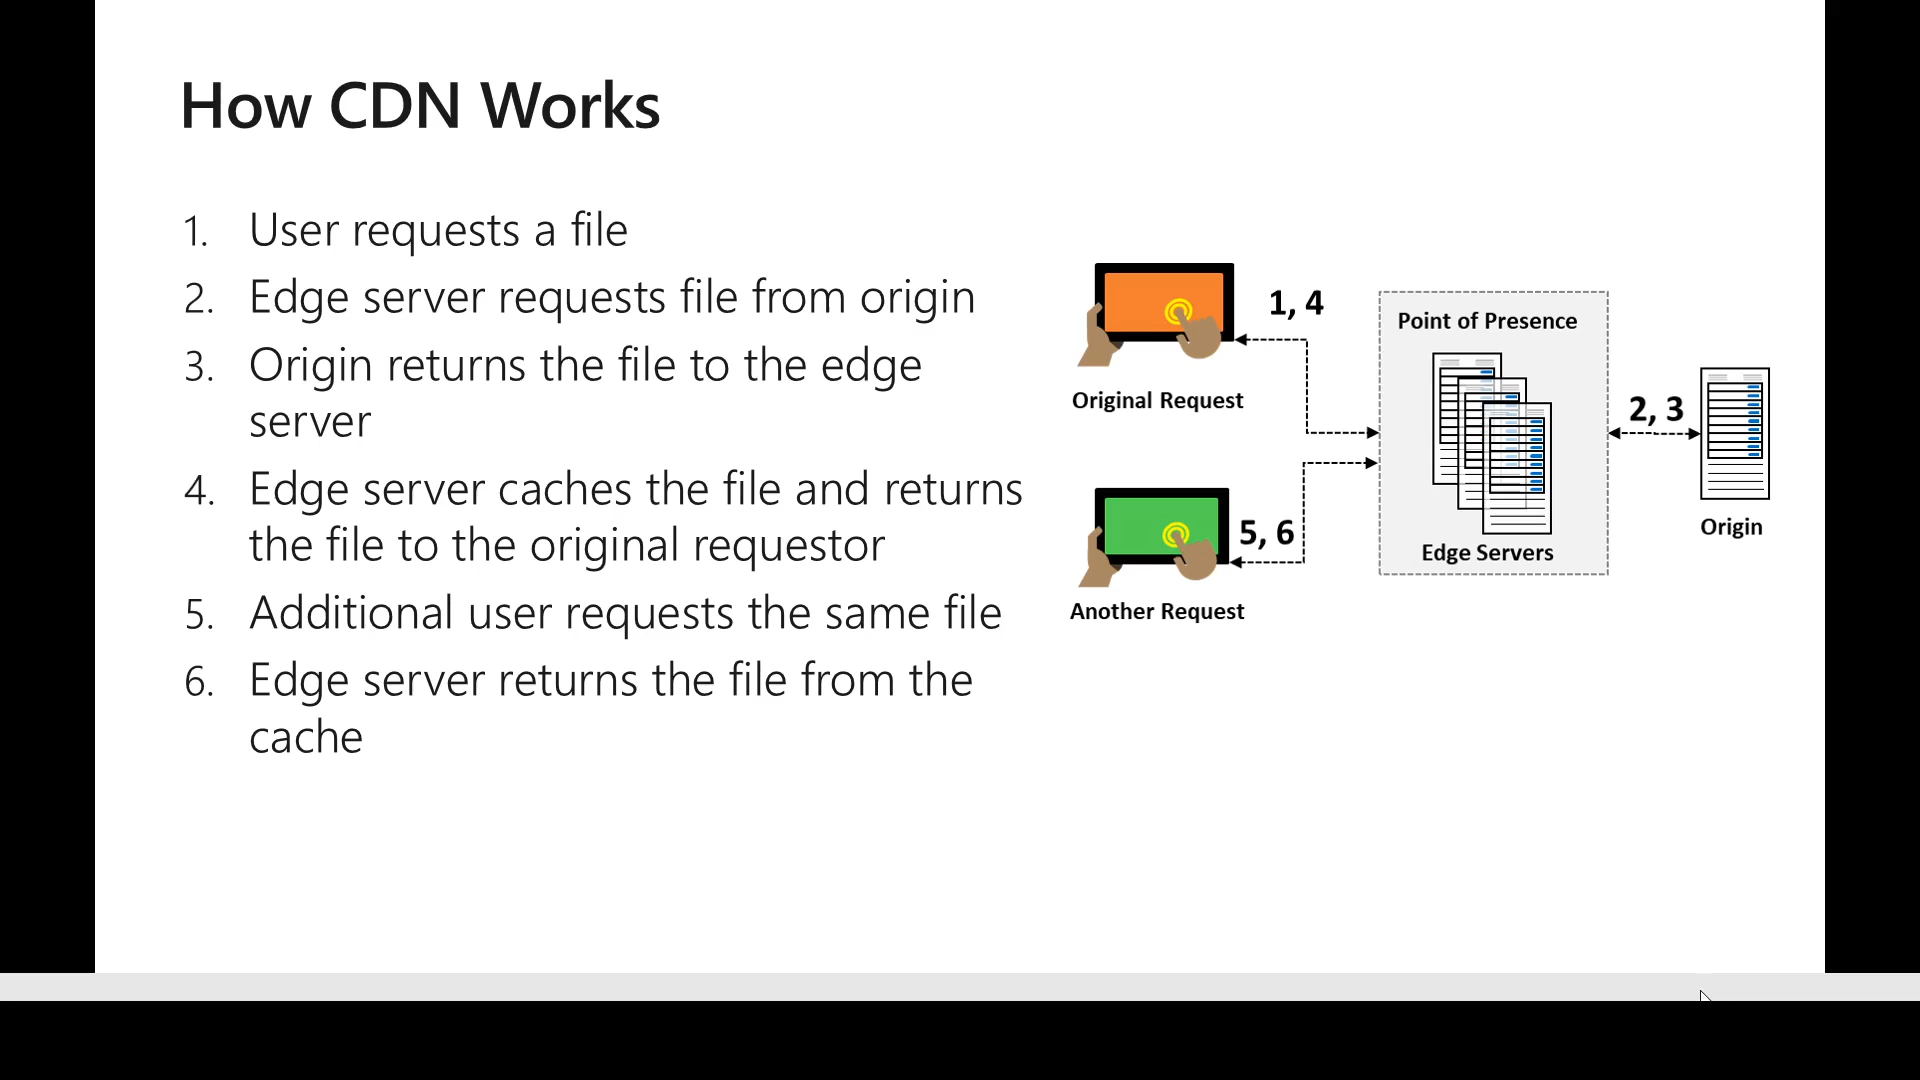 How CDN Works
1. User requests a file
2. Edge server requests file from origin
3. Origin returns the file to the edge
server
4. Edge server caches the file and returns
the file to the original requestor
5. Additional user requests the same file
6. Edge server returns the file from the
cache
1, 4
Original Request
5, 6
Another Request
Point of Presence
Edge Servers
2, 3
Origin